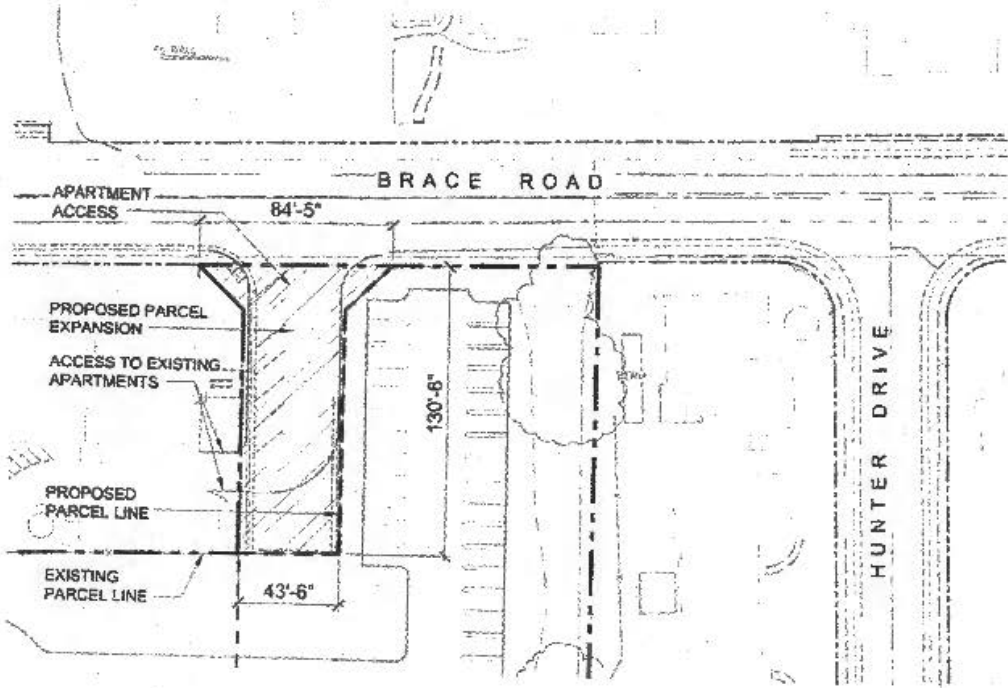 BRACE ROAD
APARTMENT
ACCESS
84'-5"
PROPOSED PARCEL
EXPANSION
ACCESS TO EXISTING
APARTMENTS
130'-6"
HUNTER DRIVE
PROPOSED
PARCEL LINE
EXISTING
PARCEL LINE
43'-6"